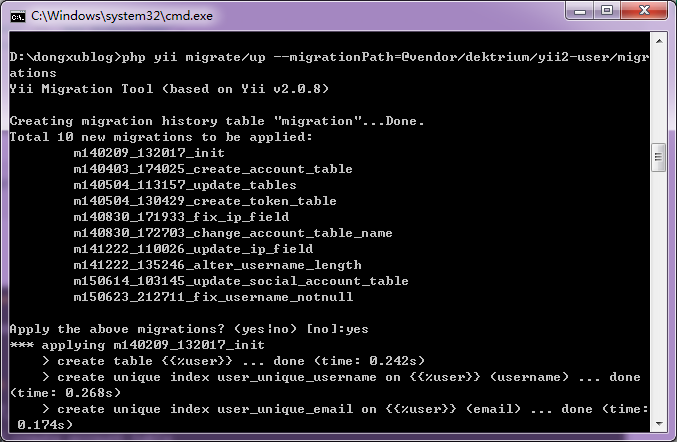 C:\Windows\system32\cmd.exe
D:\dongxublog>php yii migrate/up --migrationPath=@vendor/dektrium/yii2-user/migr
ations
Yii Migration Tool (based on Yii v2.0.8)
Creating migration history table "migration"...Done.
Total 10 new migrations to be applied:
m140209_132017_init
m140403_174025_create_account_table
m140504_113157_update_tables
m140504_130429_create_token_table
m140830_171933_fix_ip_field
m140830_172703_change_account_table_name
m141222_110026_update_ip_field
m141222_135246_alter_username_length
m150614_103145_update_social_account_table
m150623_212711_fix_username_notnull
Apply the above migrations? (yes|no) [no]:yes
*** applying m140209_132017_init
> create table {{%user}} ... done (time: 0.242s)
> create unique index user_unique_username on {{%user}} (username) ... done
(time: 0.268s)
> create unique index user_unique_email on {{%user}} (email) ... done (time:
0.174s)